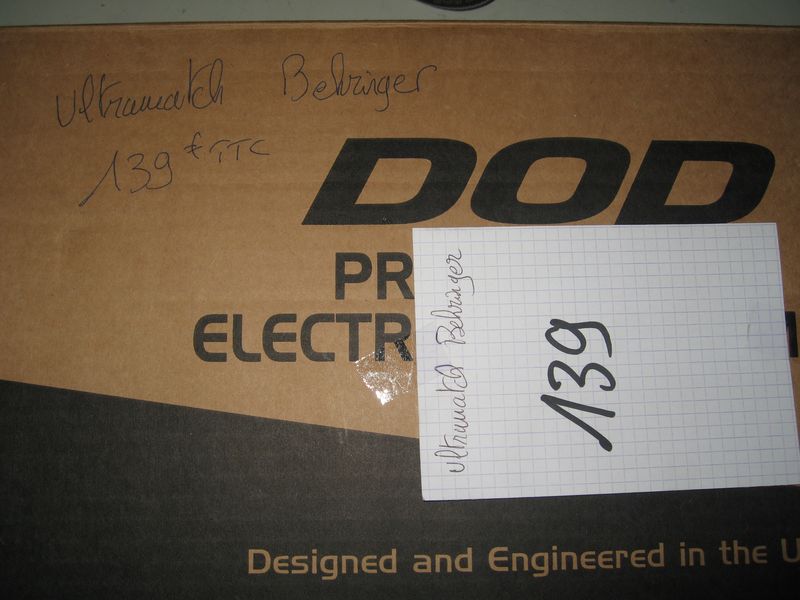 Ultramatch Behringer
139 € TTC
DOD
PR
ELECTR
Ultramatch Behringer
139
Designed and Engineered in the U